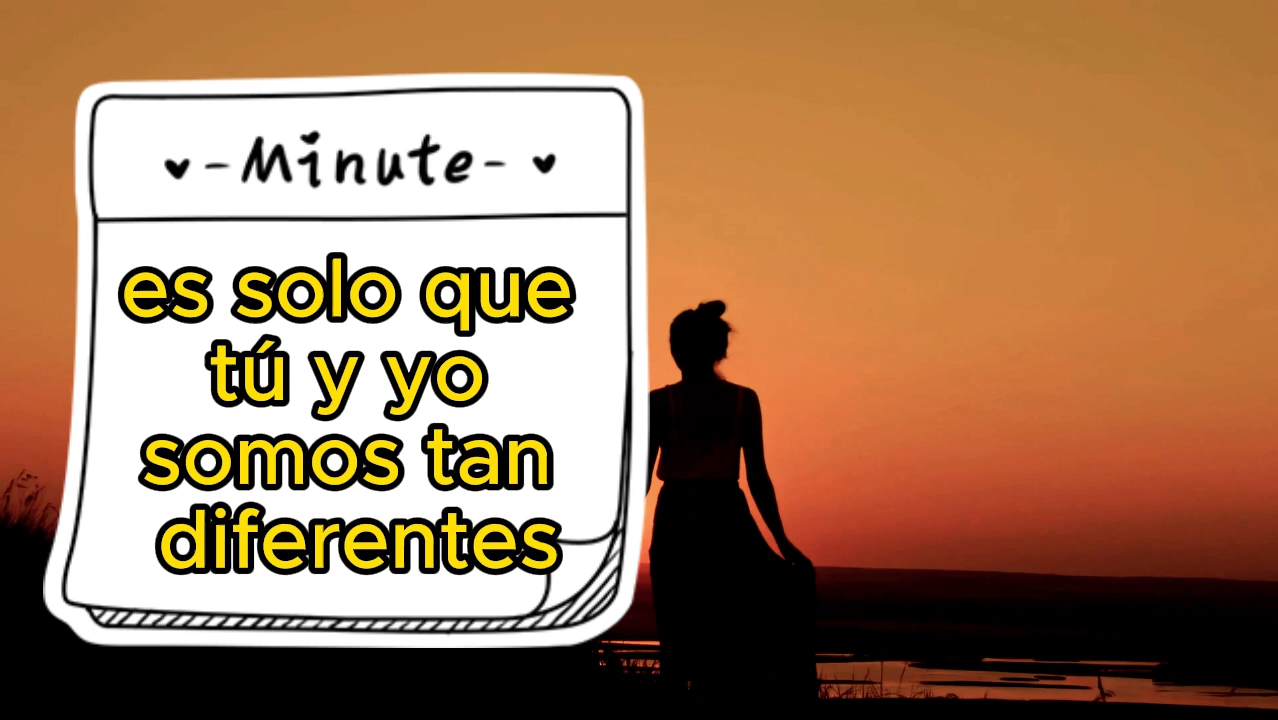 -Minute-
es solo que
tú y yo
somos tan
diferentes